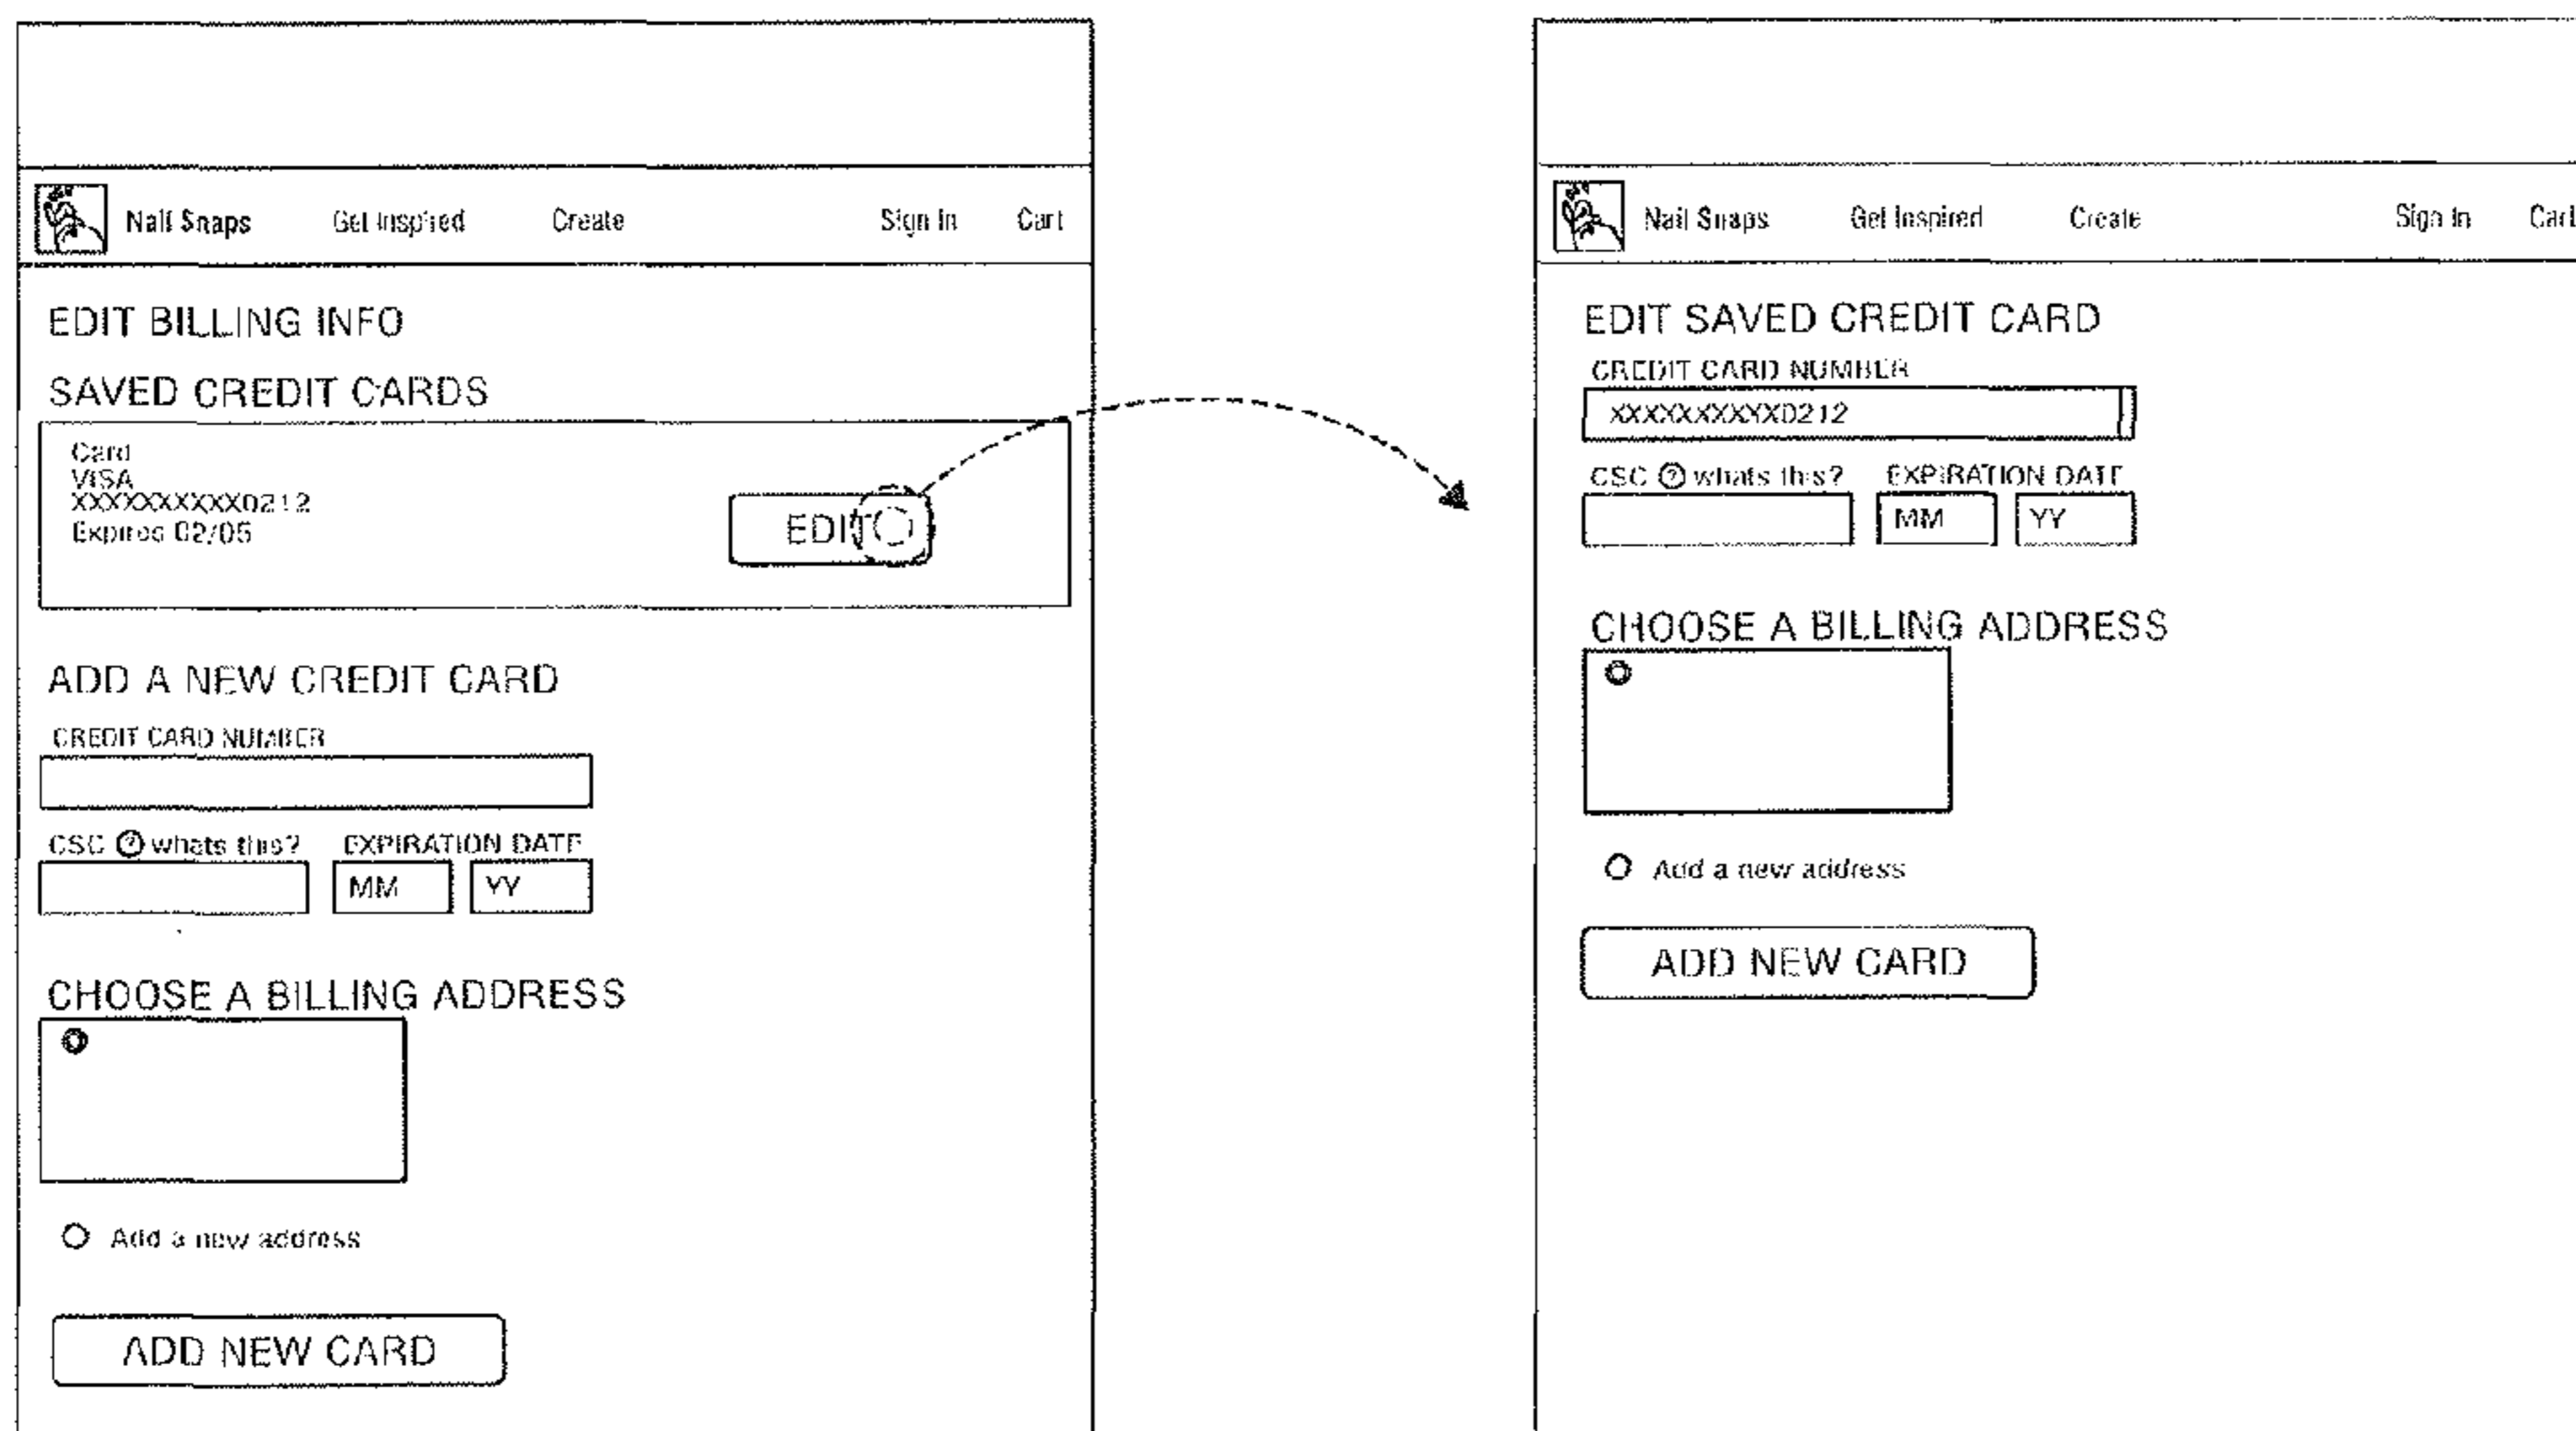 Nail Snaps Get Inspired Create Sign In Cart
EDIT BILLING INFO
SAVED CREDIT CARDS
Card
VISA
XXXXXXXXXX0212
Expires 02/05
EDIT
ADD A NEW CREDIT CARD
CREDIT CARD NUMBER
CSC ? whats this? EXPIRATION DATE
MM YY
CHOOSE A BILLING ADDRESS
Add a new address
ADD NEW CARD
Nail Snaps Get Inspired Create Sign In Cart
EDIT SAVED CREDIT CARD
CREDIT CARD NUMBER
XXXXXXXXXX0212
CSC ? whats this? EXPIRATION DATE
MM YY
CHOOSE A BILLING ADDRESS
Add a new address
ADD NEW CARD